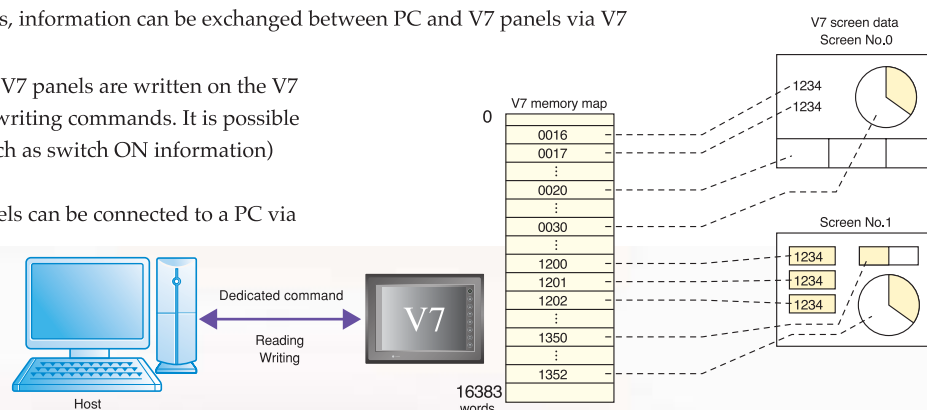 s, information can be exchanged between PC and V7 panels via V7
V7 panels are written on the V7
writing commands. It is possible
ch as switch ON information)
els can be connected to a PC via
Host
Dedicated command
Reading
Writing
V7
V7 memory map
0
0016
0017
0020
0030
1200
1201
1202
1350
1352
16383
words
V7 screen data
Screen No.0
1234
1234
Screen No.1
1234
1234
1234